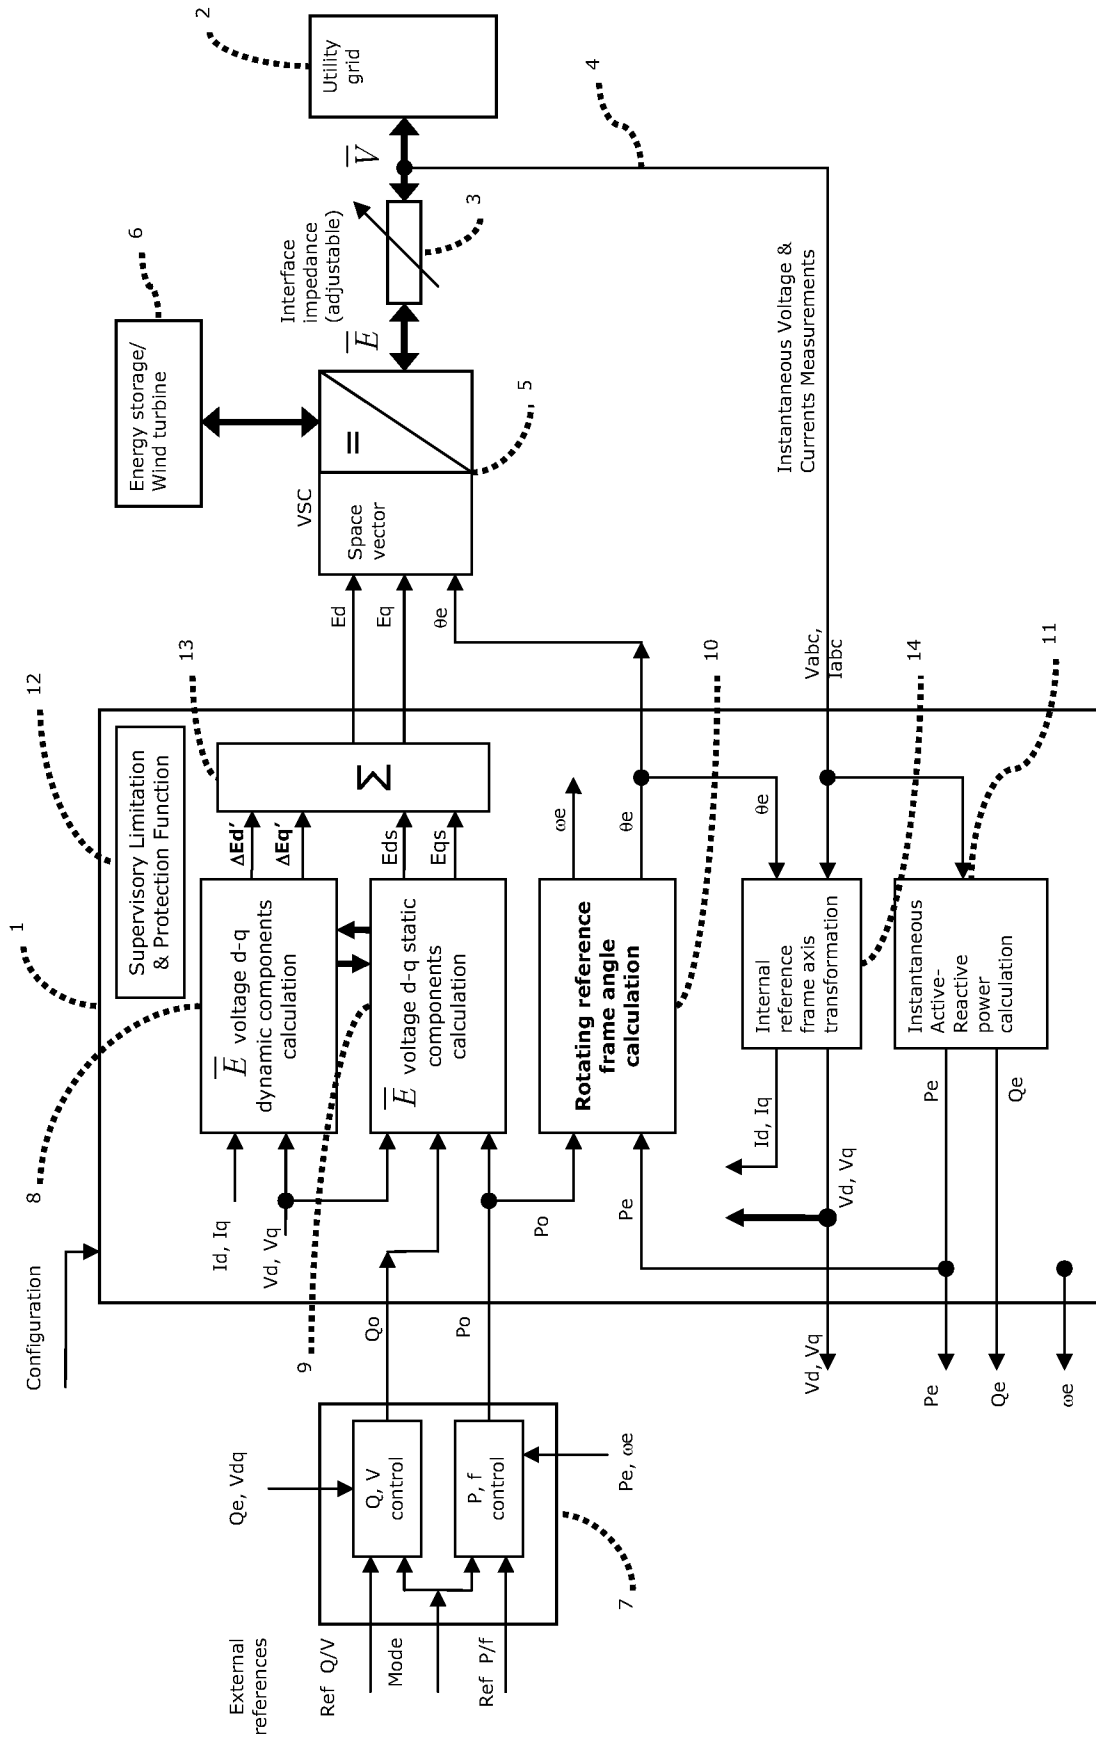 Configuration
1
12
Supervisory Limitation
& Protection Function
13
6
Energy storage/
Wind turbine
2
Utility
grid
8
E voltage d-q
dynamic components
calculation
Id, Iq
Vd, Vq
ΔEd’
ΔEq’
Σ
Ed
Eq
θe
VSC
Space
vector
=
5
E
Interface
impedance
(adjustable)
3
V
4
9
E voltage d-q static
components
calculation
Eds
Eqs
Qo
Po
External
references
Ref Q/V
Mode
Ref P/f
Qe, Vdq
Q, V
control
P, f
control
Pe, ωe
7
Po
Pe
Rotating reference
frame angle
calculation
ωe
θe
10
θe
Internal
reference
frame axis
transformation
Id, Iq
Vd, Vq
Vd, Vq
14
Vabc,
Iabc
Instantaneous Voltage &
Currents Measurements
Instantaneous
Active-
Reactive
power
calculation
11
Pe
Qe
Pe
Qe
ωe